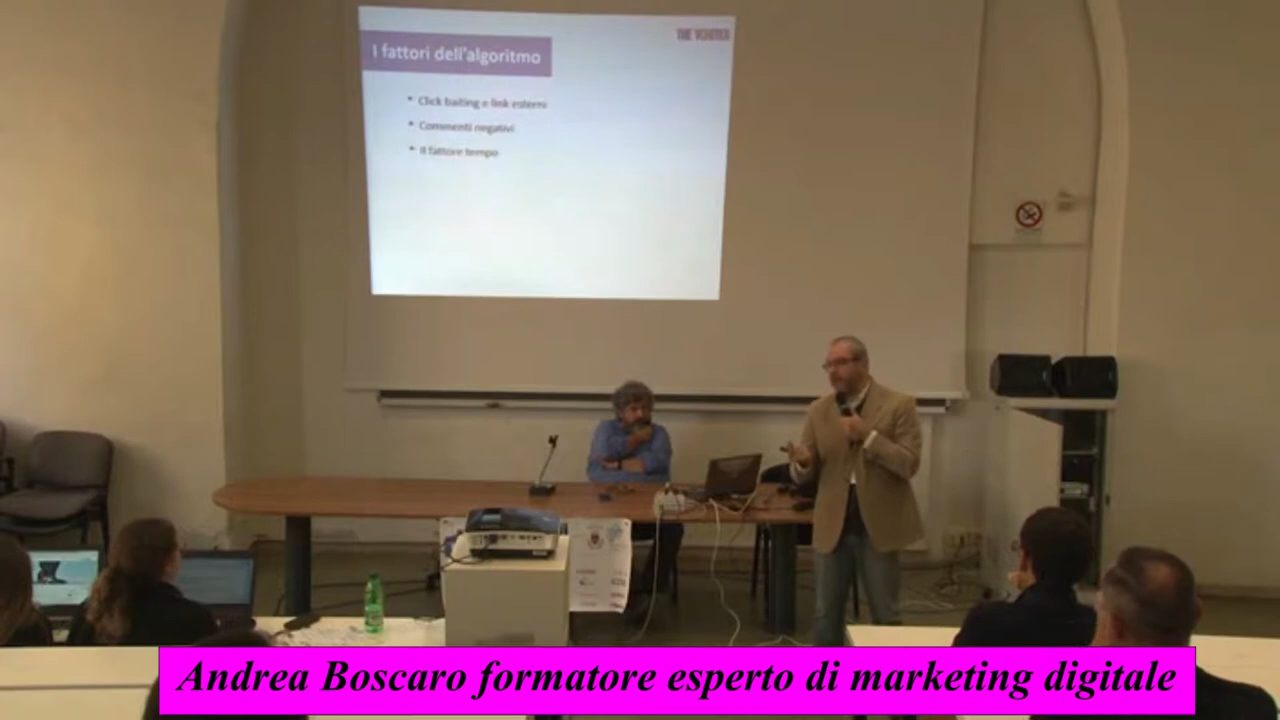 THE VORTEX
I fattori dell'algoritmo
Click baiting e link esterni
Commenti negativi
Il fattore tempo
Andrea Boscaro formatore esperto di marketing digitale